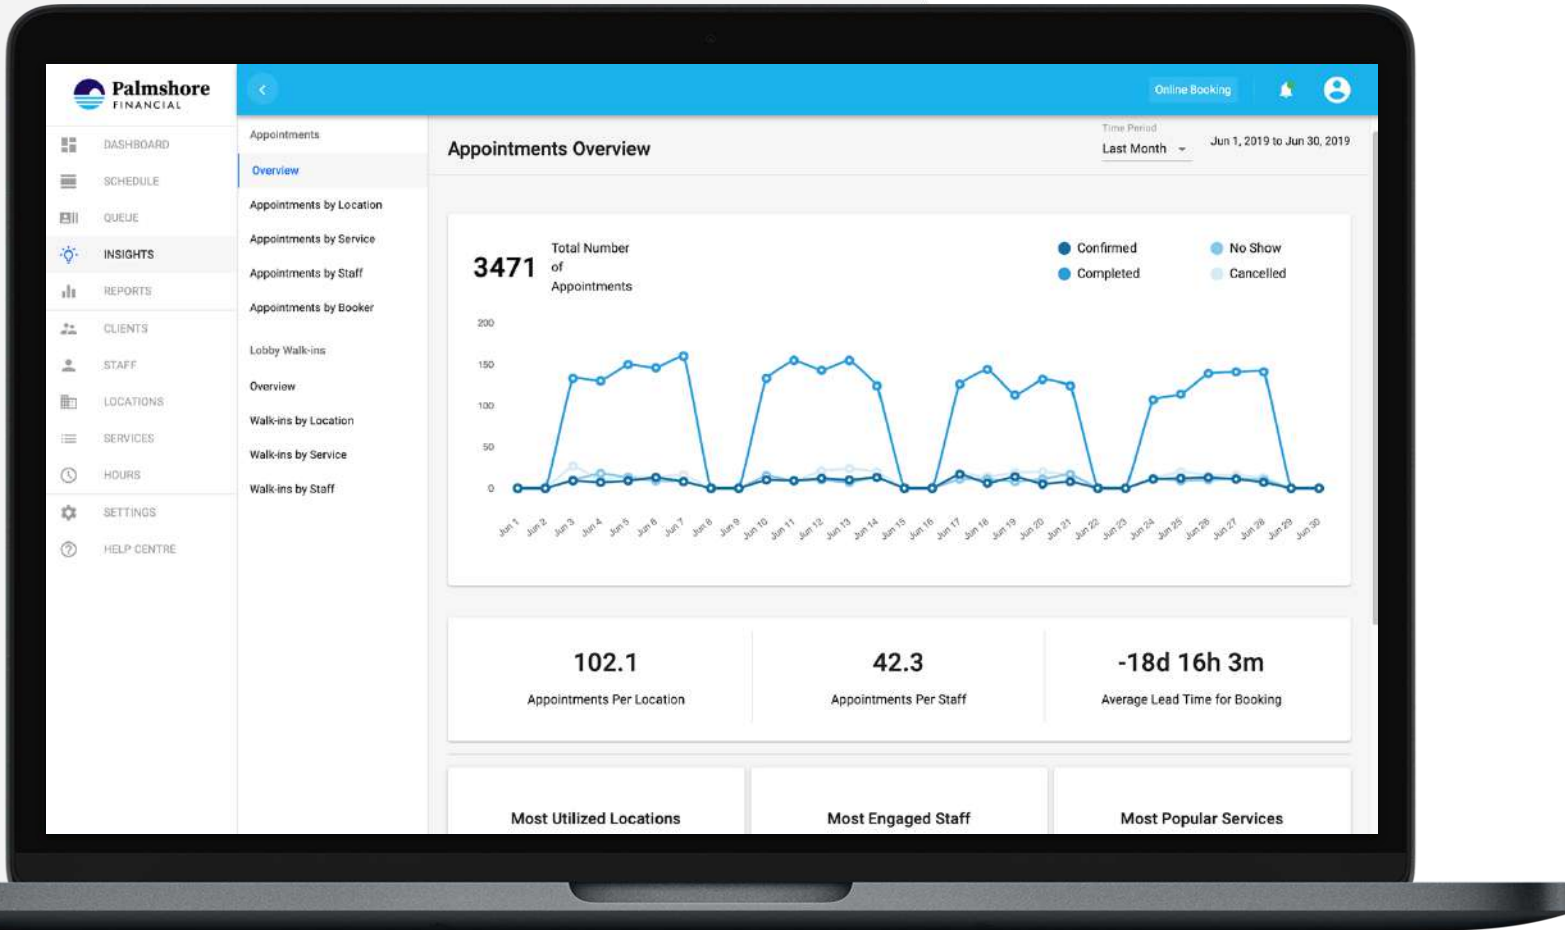 Palmshore
FINANCIAL
DASHBOARD
SCHEDULE
QUEUE
INSIGHTS
REPORTS
CLIENTS
STAFF
LOCATIONS
SERVICES
HOURS
SETTINGS
HELP CENTRE
Appointments
Overview
Appointments by Location
Appointments by Service
Appointments by Staff
Appointments by Booker
Lobby Walk-ins
Overview
Walk-ins by Location
Walk-ins by Service
Walk-ins by Staff
Online Booking
Appointments Overview
Time Period
Last Month
Jun 1, 2019 to Jun 30, 2019
3471
Total Number
of
Appointments
Confirmed
No Show
Completed
Cancelled
200
150
100
50
0
Jun 1
Jun 2
Jun 3
Jun 4
Jun 5
Jun 6
Jun 7
Jun 8
Jun 9
Jun 10
Jun 11
Jun 12
Jun 13
Jun 14
Jun 15
Jun 16
Jun 17
Jun 18
Jun 19
Jun 20
Jun 21
Jun 22
Jun 23
Jun 24
Jun 25
Jun 26
Jun 27
Jun 28
Jun 29
Jun 30
102.1
Appointments Per Location
42.3
Appointments Per Staff
-18d 16h 3m
Average Lead Time for Booking
Most Utilized Locations
Most Engaged Staff
Most Popular Services